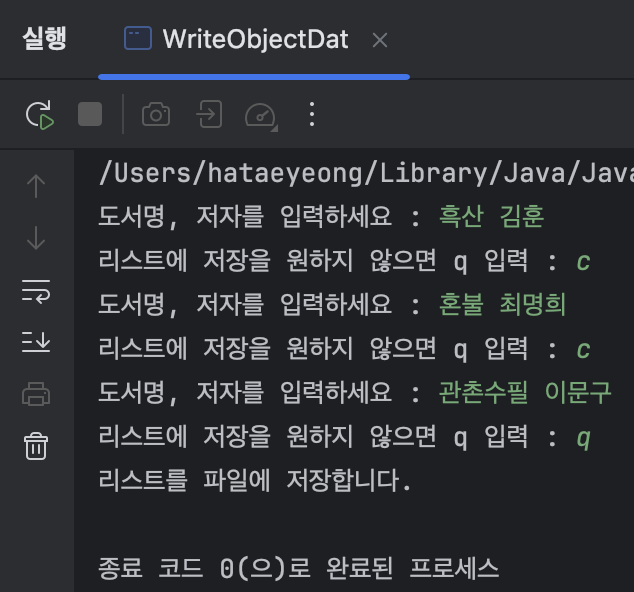 실행 WriteObjectDat
/Users/hataeyeong/Library/Java/Java
도서명, 저자를 입력하세요 : 흑산 김훈
리스트에 저장을 원하지 않으면 q 입력 : c
도서명, 저자를 입력하세요 : 혼불 최명희
리스트에 저장을 원하지 않으면 q 입력 : c
도서명, 저자를 입력하세요 : 관촌수필 이문구
리스트에 저장을 원하지 않으면 q 입력 : q
리스트를 파일에 저장합니다.
종료 코드 0(으)로 완료된 프로세스